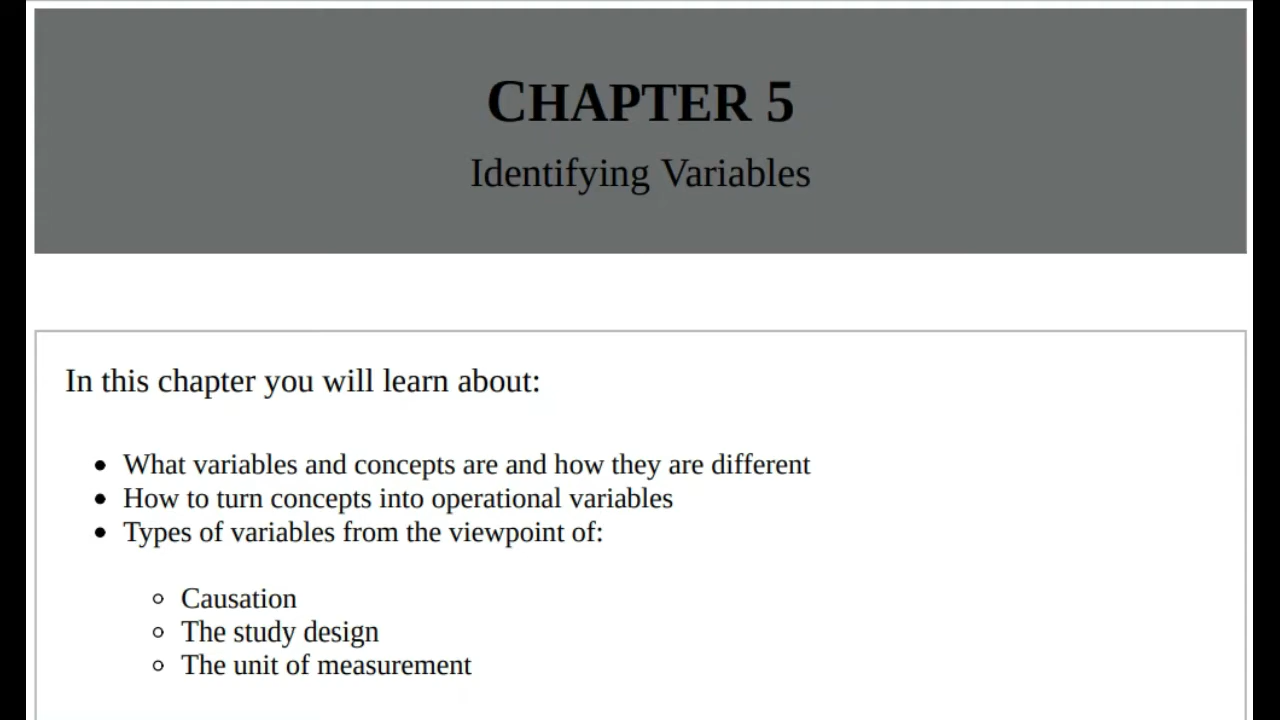 CHAPTER 5
Identifying Variables
In this chapter you will learn about:
What variables and concepts are and how they are different
How to turn concepts into operational variables
Types of variables from the viewpoint of:
Causation
The study design
The unit of measurement